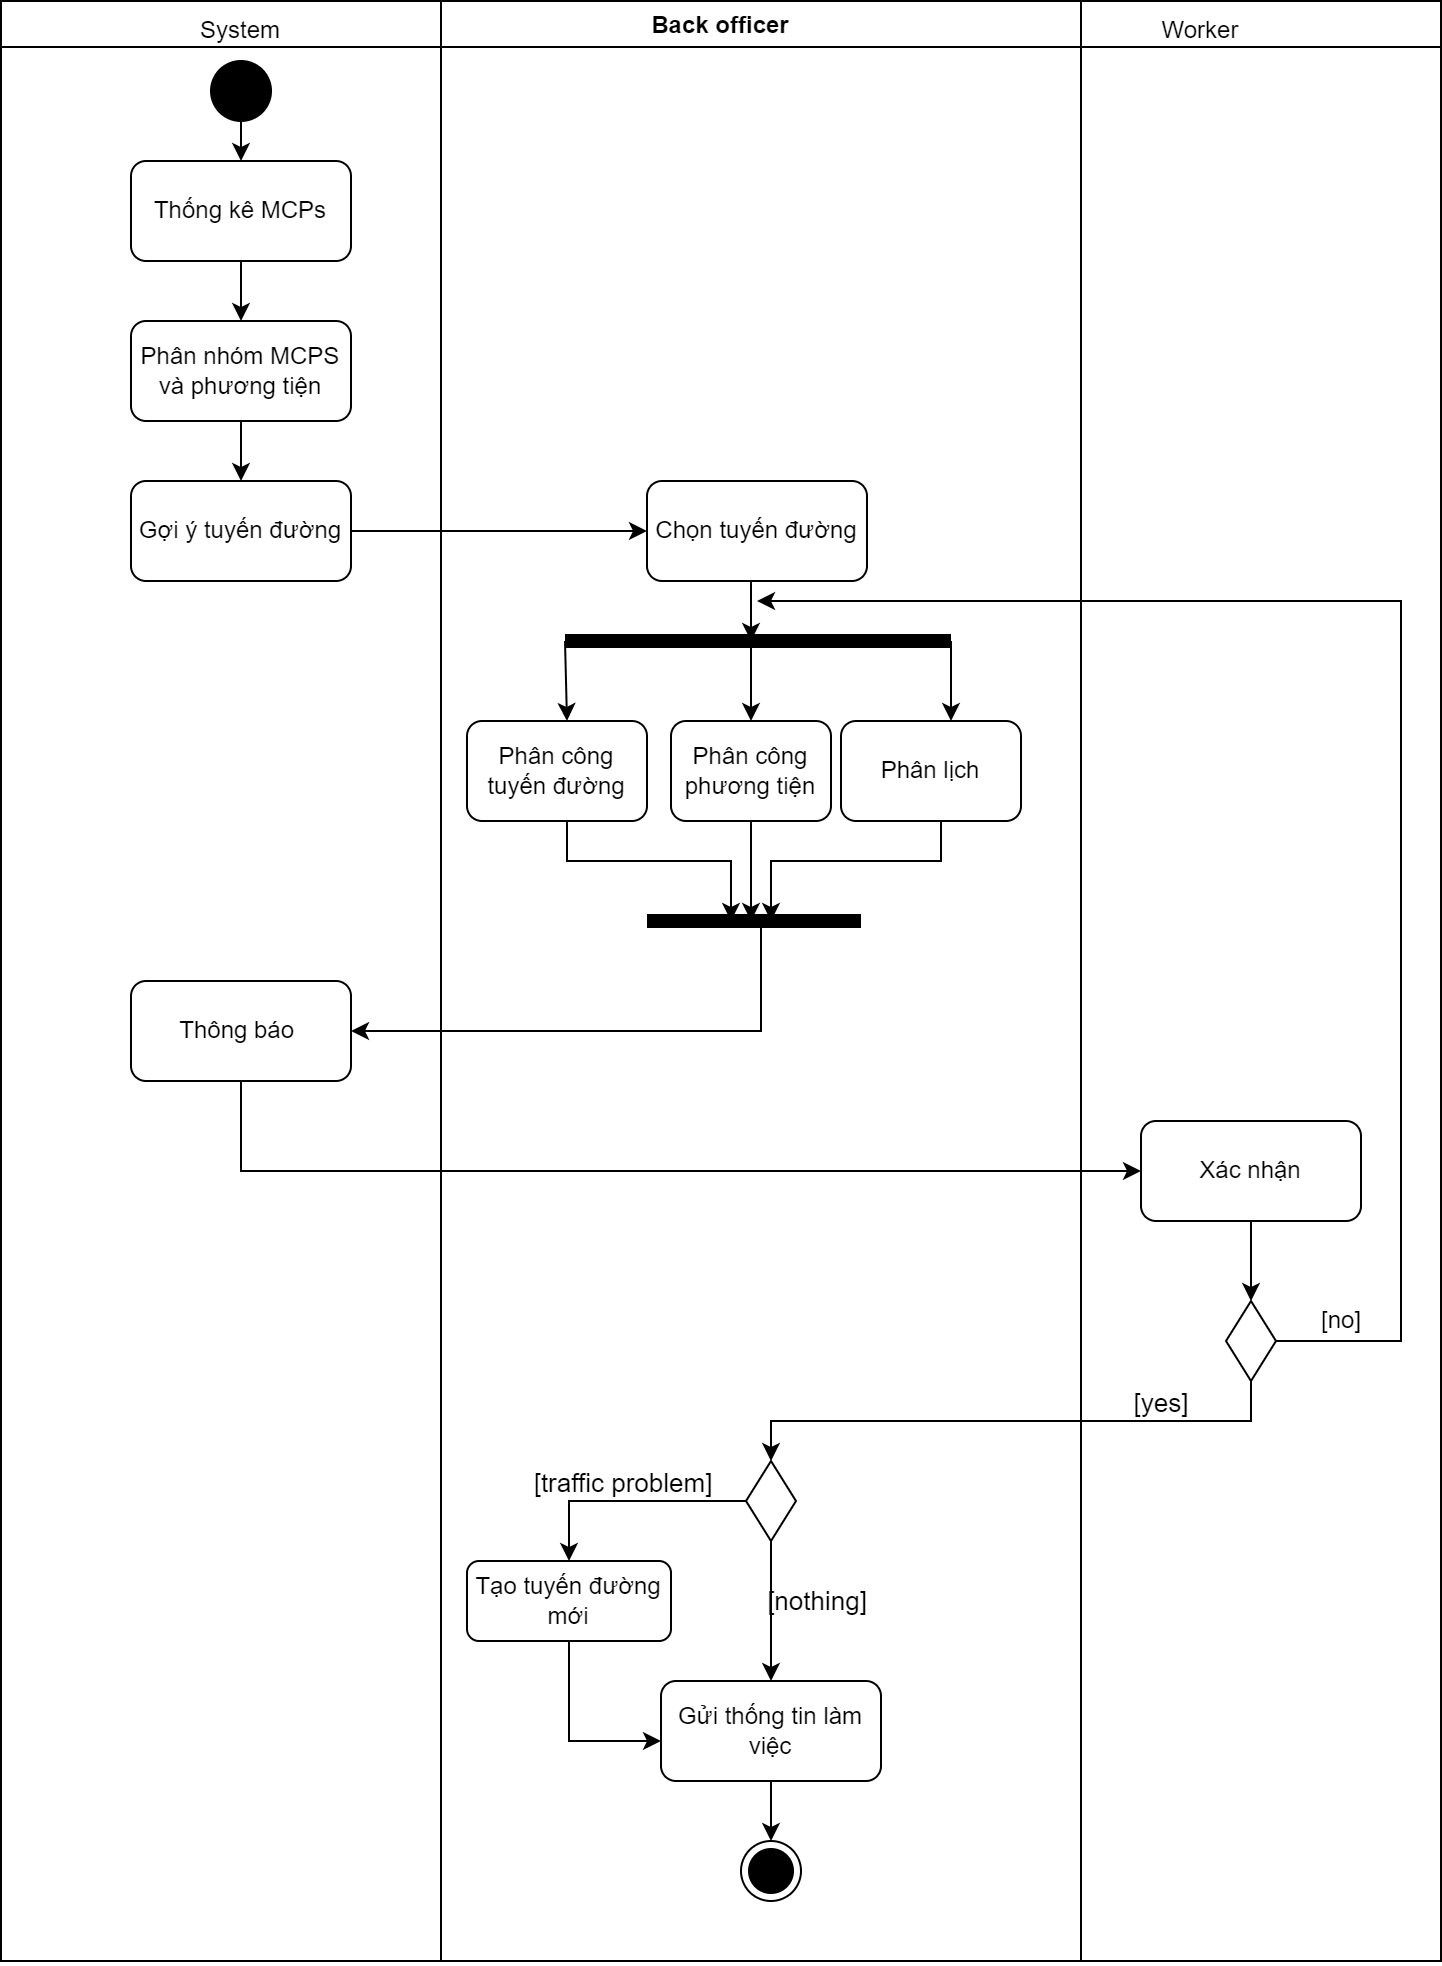 System
Back officer
Worker
Thống kê MCPs
Phân nhóm MCPS
và phương tiện
Gợi ý tuyến đường
Chọn tuyến đường
Phân công
tuyến đường
Phân công
phương tiện
Phân lịch
Thông báo
Xác nhận
[no]
[yes]
[traffic problem]
Tạo tuyến đường
mới
[nothing]
Gửi thống tin làm
việc